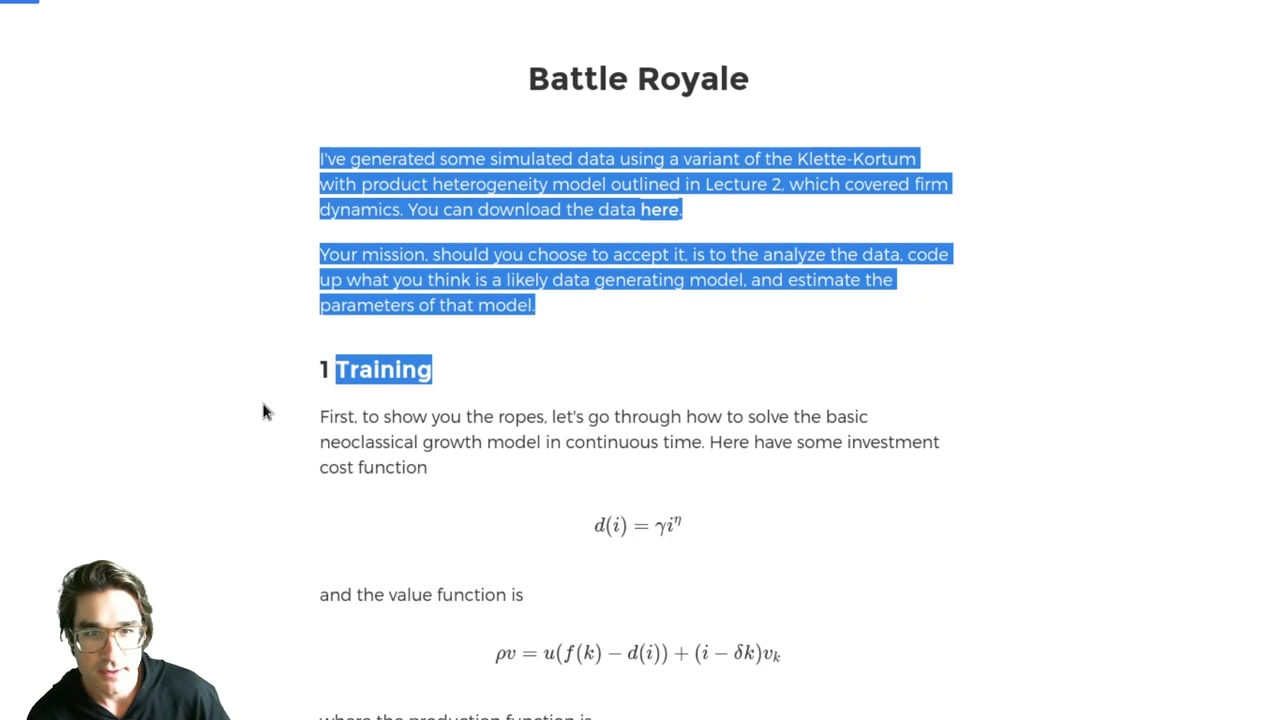 Battle Royale
I've generated some simulated data using a variant of the Klette-Kortum
with product heterogeneity model outlined in Lecture 2, which covered firm
dynamics. You can download the data here.
Your mission, should you choose to accept it, is to the analyze the data, code
up what you think is a likely data generating model, and estimate the
parameters of that model.
1 Training
First, to show you the ropes, let's go through how to solve the basic
neoclassical growth model in continuous time. Here have some investment
cost function
d(i) = γi^η
and the value function is
ρv = u(f(k) − d(i)) + (i − δk)v_k
where the production function is